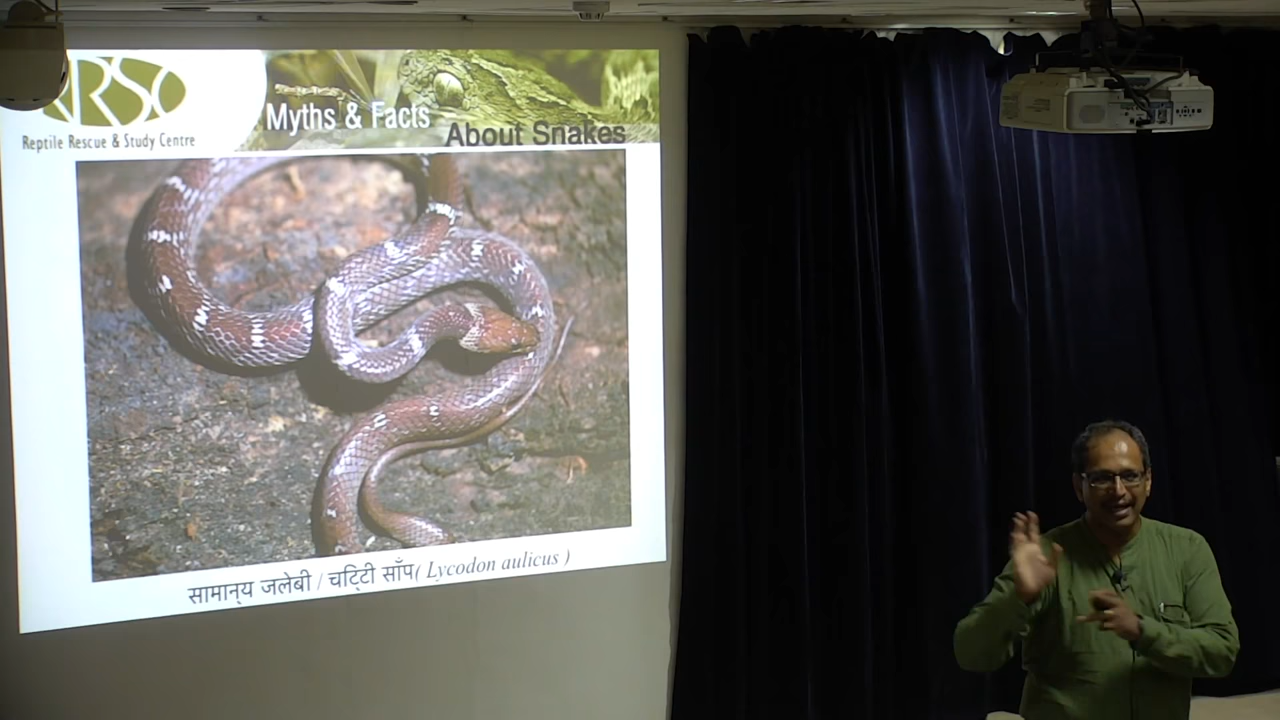 RRSC
Reptile Rescue & Study Centre
Myths & Facts
About Snakes
सामान्य जलेबी / चटि्टी साँप( Lycodon aulicus )